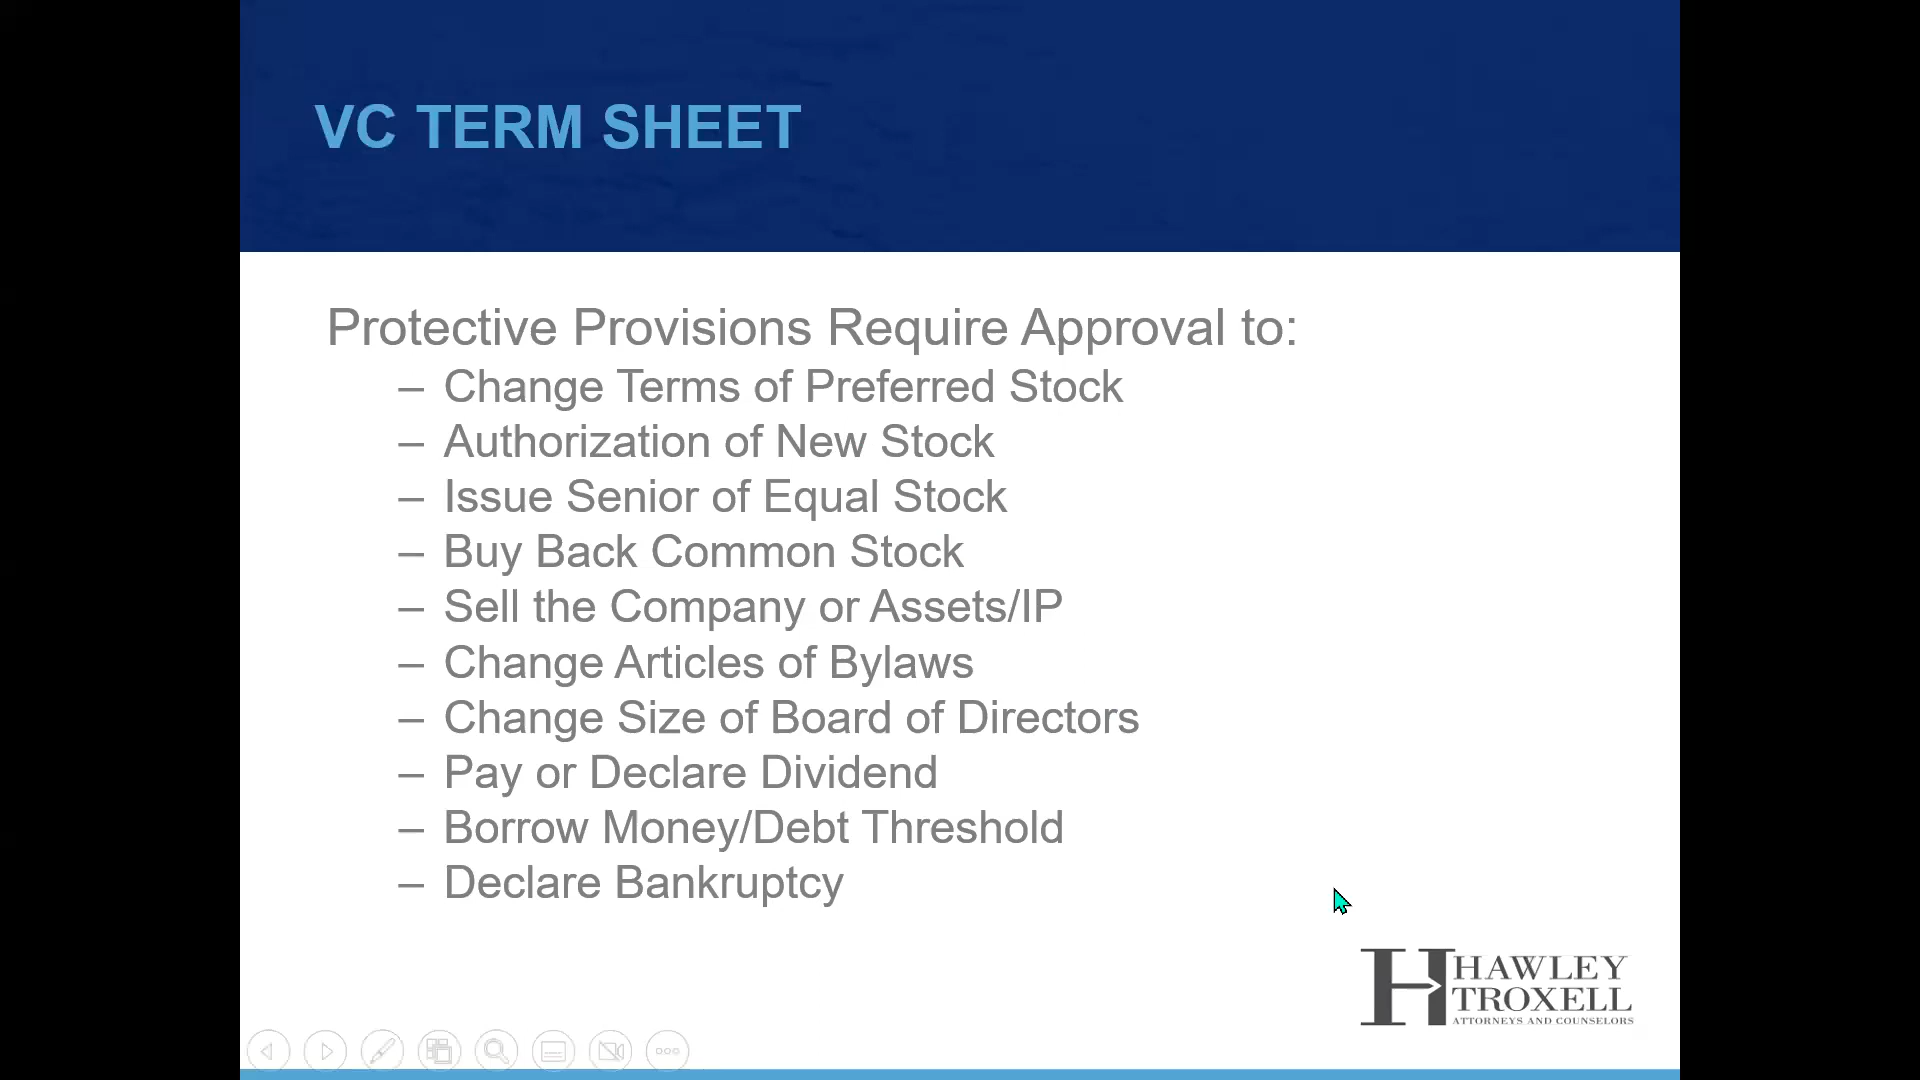 VC TERM SHEET
Protective Provisions Require Approval to:
– Change Terms of Preferred Stock
– Authorization of New Stock
– Issue Senior of Equal Stock
– Buy Back Common Stock
– Sell the Company or Assets/IP
– Change Articles of Bylaws
– Change Size of Board of Directors
– Pay or Declare Dividend
– Borrow Money/Debt Threshold
– Declare Bankruptcy
HAWLEY
TROXELL
ATTORNEYS AND COUNSELORS